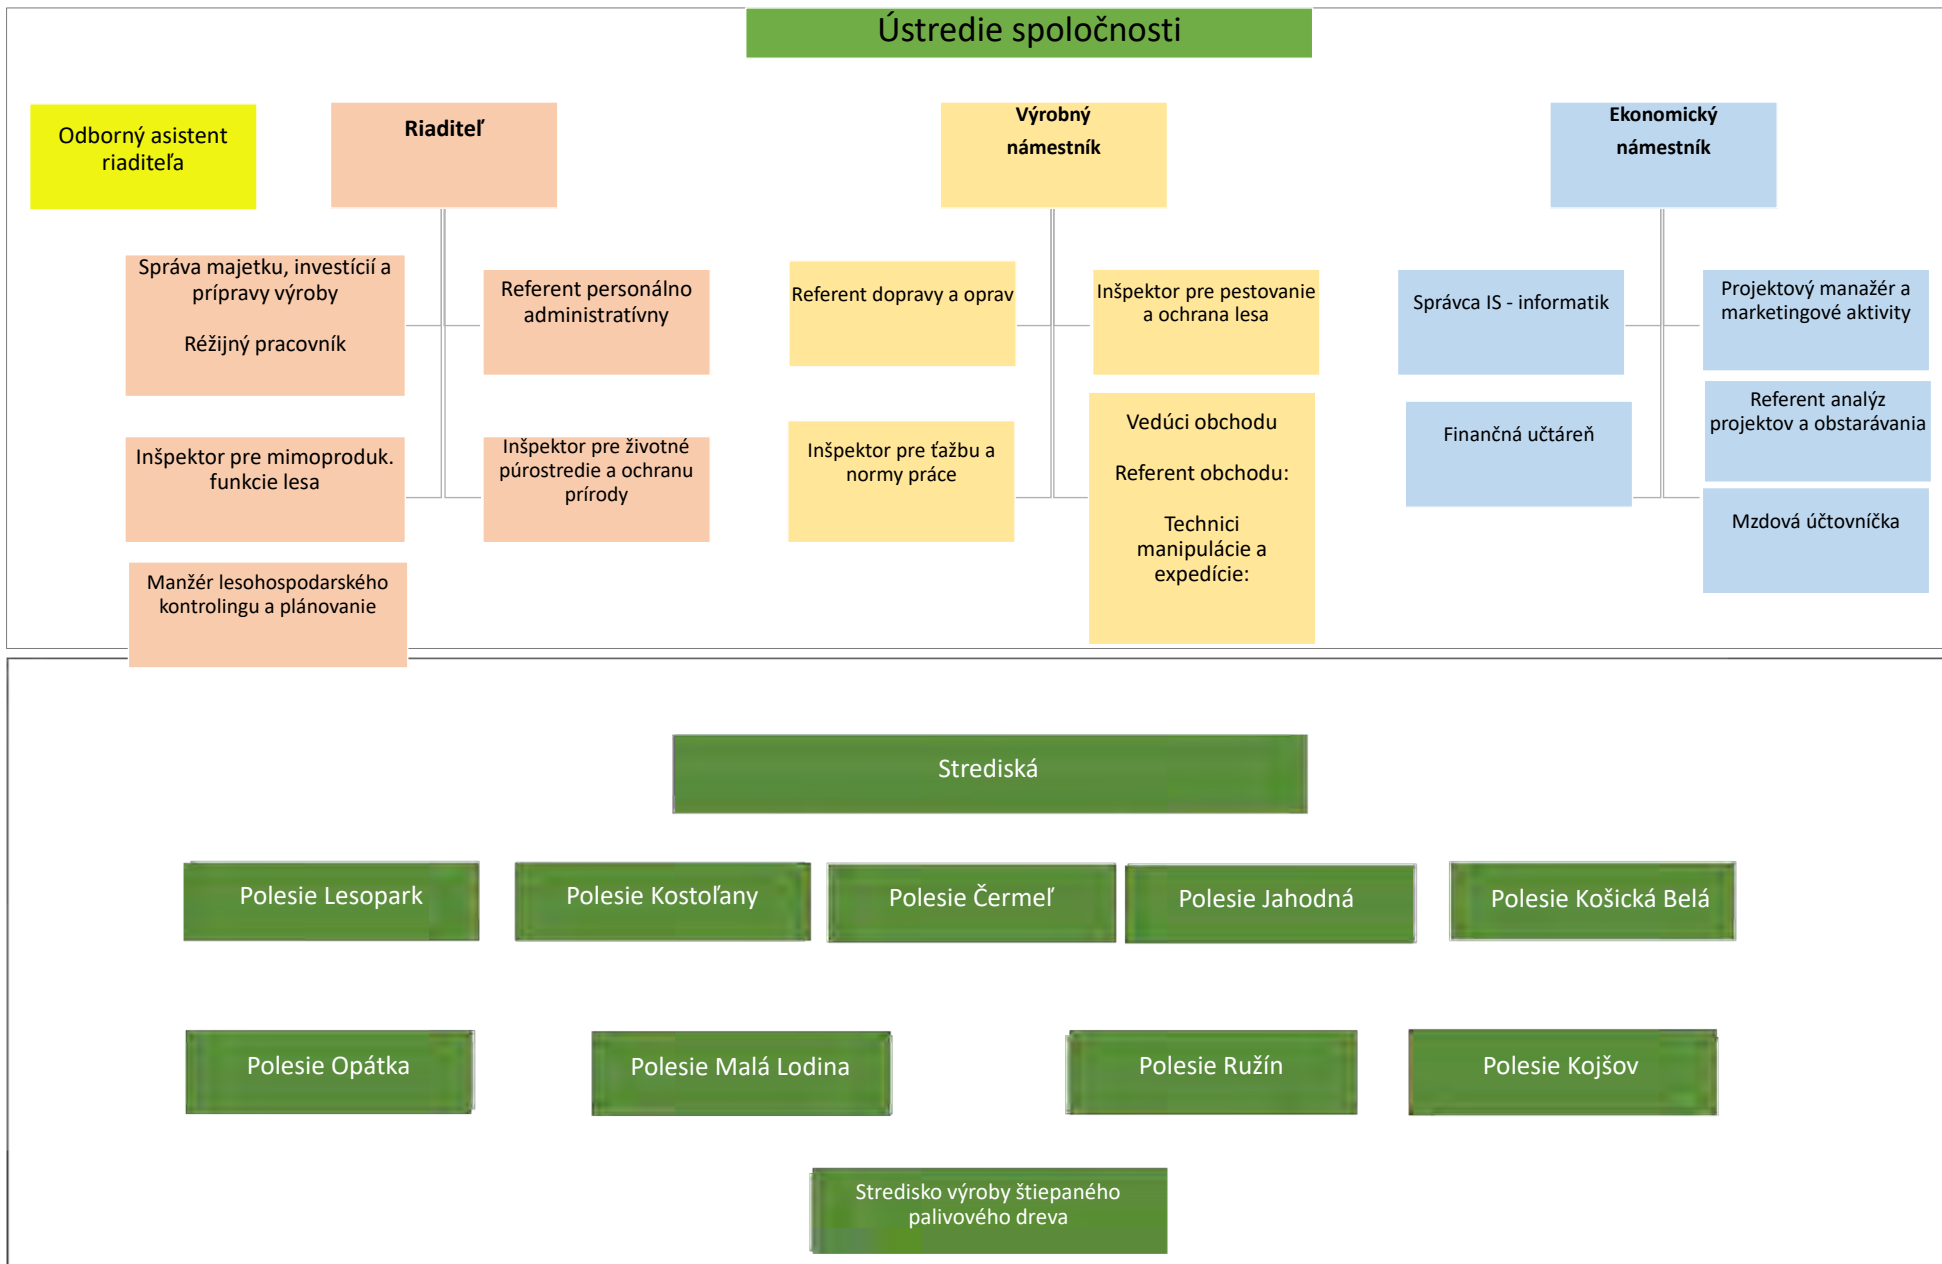 Ústredie spoločnosti
Odborný asistent
riaditeľa
Riaditeľ
Výrobný
námestník
Ekonomický
námestník
Správa majetku, investícií a
prípravy výroby
Réžijný pracovník
Referent personálno
administratívny
Referent dopravy a oprav
Inšpektor pre pestovanie
a ochrana lesa
Správca IS - informatik
Projektový manažér a
marketingové aktivity
Inšpektor pre mimoproduk.
funkcie lesa
Inšpektor pre životné
púrostredie a ochranu
prírody
Inšpektor pre ťažbu a
normy práce
Vedúci obchodu
Referent obchodu:
Technici
manipulácie a
expedície:
Finančná učtáreň
Referent analýz
projektov a obstarávania
Mzdová účtovníčka
Manžér lesohospodarského
kontrolingu a plánovanie
Strediská
Polesie Lesopark
Polesie Kostoľany
Polesie Čermeľ
Polesie Jahodná
Polesie Košická Belá
Polesie Opátka
Polesie Malá Lodina
Polesie Ružín
Polesie Kojšov
Stredisko výroby štiepaného
palivového dreva